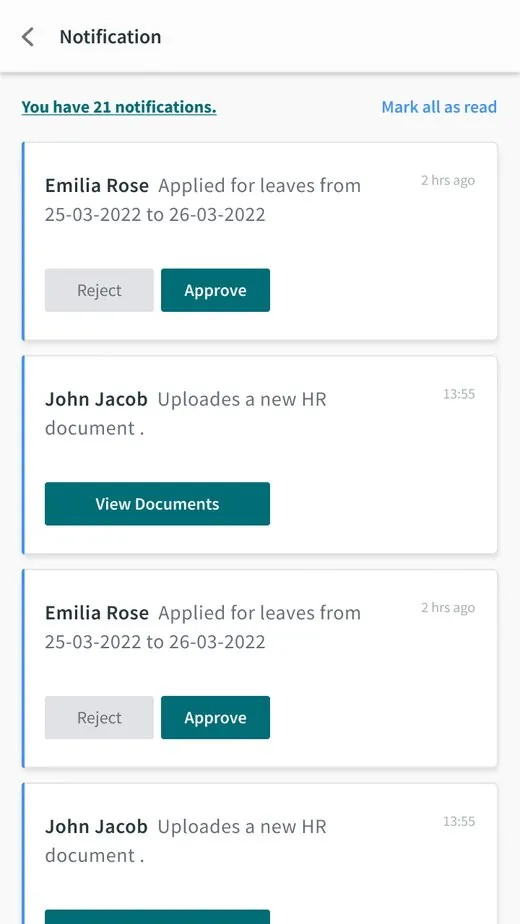 Notification
You have 21 notifications.
Mark all as read
Emilia Rose Applied for leaves from
2 hrs ago
25-03-2022 to 26-03-2022
Reject
Approve
John Jacob Uploades a new HR
13:55
document .
View Documents
Emilia Rose Applied for leaves from
2 hrs ago
25-03-2022 to 26-03-2022
Reject
Approve
John Jacob Uploades a new HR
13:55
document .